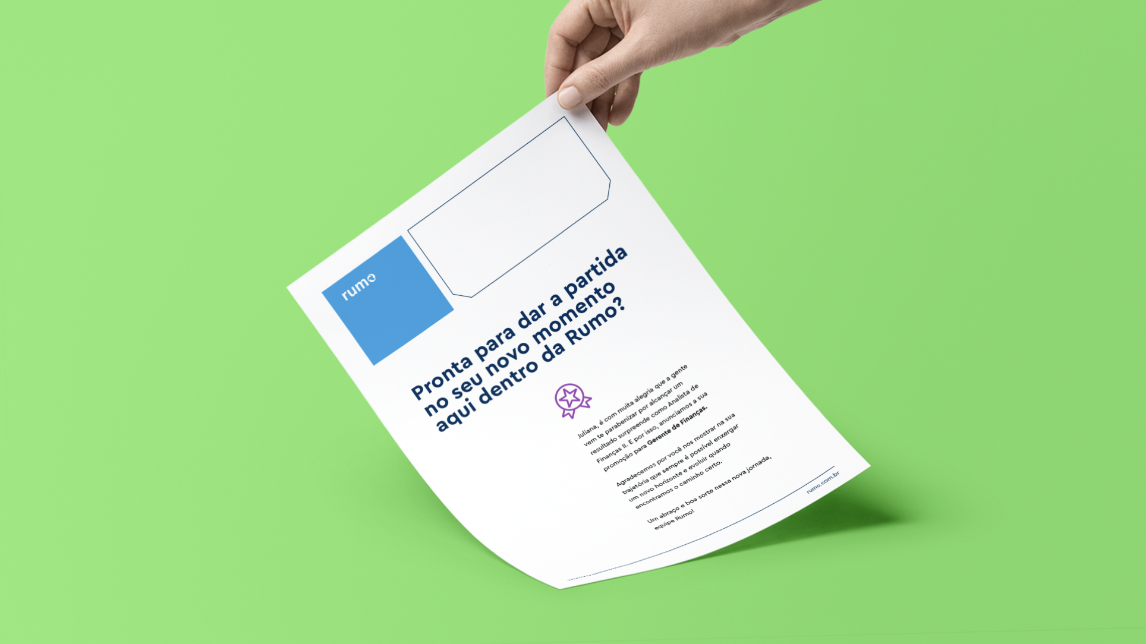 rumo
Pronta para dar a partida
no seu novo momento
aqui dentro da Rumo?
Juliana, é com muita alegria que a gente
vem te parabenizar por alcançar um
resultado surpreende como Analista de
Finanças II. E por isso, anunciamos a sua
promoção para Gerente de Finanças.
Agradecemos por você nos mostrar na sua
trajetória que sempre é possível enxergar
um novo horizonte e evoluir quando
encontramos o caminho certo.
Um abraço e boa sorte nessa nova jornada,
equipe Rumo!
rumo.com.br